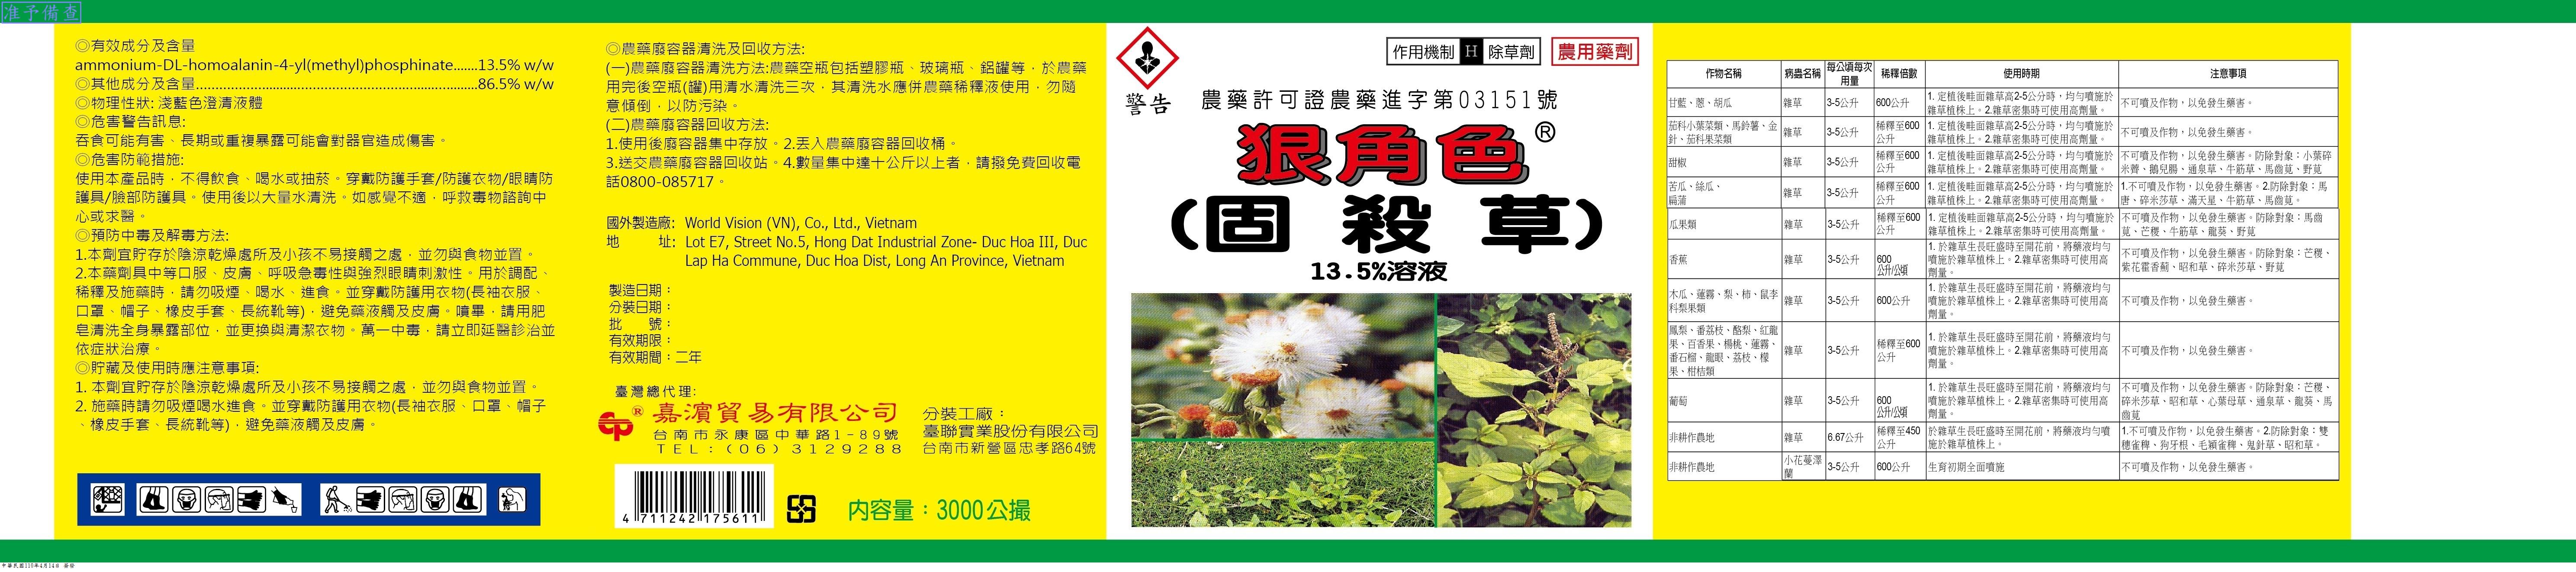 准予備查
◎有效成分及含量
ammonium-DL-homoalanin-4-yl(methyl)phosphinate.......13.5% w/w
◎其他成分及含量................................................................................86.5% w/w
◎物理性狀: 淺藍色澄清液體
◎危害警告訊息:
吞食可能有害、長期或重複暴露可能會對器官造成傷害。
◎危害防範措施:
使用本產品時，不得飲食、喝水或抽菸。穿戴防護手套/防護衣物/眼睛防
護具/臉部防護具。使用後以大量水清洗。如感覺不適，呼救毒物諮詢中
心或求醫。
◎預防中毒及解毒方法:
1.本劑宜貯存於陰涼乾燥處所及小孩不易接觸之處，並勿與食物並置。
2.本藥劑具中等口服、皮膚、呼吸急毒性與強烈眼睛刺激性。用於調配、
稀釋及施藥時，請勿吸煙、喝水、進食。並穿戴防護用衣物(長袖衣服、
口罩、帽子、橡皮手套、長統靴等)，避免藥液觸及皮膚。噴畢，請用肥
皂清洗全身暴露部位，並更換與清潔衣物。萬一中毒，請立即延醫診治並
依症狀治療。
◎貯藏及使用時應注意事項:
1. 本劑宜貯存於陰涼乾燥處所及小孩不易接觸之處，並勿與食物並置。
2. 施藥時請勿吸煙喝水進食。並穿戴防護用衣物(長袖衣服、口罩、帽子
、橡皮手套、長統靴等)，避免藥液觸及皮膚。
◎農藥廢容器清洗及回收方法:
(一)農藥廢容器清洗方法:農藥空瓶包括塑膠瓶、玻璃瓶、鋁罐等，於農藥
用完後空瓶(罐)用清水清洗三次，其清洗水應併農藥稀釋液使用，勿隨
意傾倒，以防污染。
(二)農藥廢容器回收方法:
1.使用後廢容器集中存放。2.丟入農藥廢容器回收桶。
3.送交農藥廢容器回收站。4.數量集中達十公斤以上者，請撥免費回收電
話0800-085717。
國外製造廠: World Vision (VN), Co., Ltd., Vietnam
地 址: Lot E7, Street No.5, Hong Dat Industrial Zone- Duc Hoa III, Duc
Lap Ha Commune, Duc Hoa Dist, Long An Province, Vietnam
製造日期：
分裝日期：
批 號：
有效期限：
有效期間：二年
臺灣總代理:
® 嘉濱貿易有限公司
台南市永康區中華路1-89號
TEL:(06)3129288
分裝工廠：
臺聯實業股份有限公司
台南市新營區忠孝路64號
4 711242 175611
內容量：3000公撮
警告
作用機制 H 除草劑
農用藥劑
農藥許可證農藥進字第03151號
狠角色®
(固殺草)
13.5%溶液
作物名稱 病蟲名稱 每公頃每次用量 稀釋倍數 使用時期 注意事項
甘藍、蔥、胡瓜 雜草 3-5公升 600公升 1. 定植後畦面雜草高2-5公分時，均勻噴施於雜草植株上。2.雜草密集時可使用高劑量。 不可噴及作物，以免發生藥害。
茄科小葉菜類、馬鈴薯、金針、茄科果菜類 雜草 3-5公升 稀釋至600公升 1. 定植後畦面雜草高2-5公分時，均勻噴施於雜草植株上。2.雜草密集時可使用高劑量。 不可噴及作物，以免發生藥害。
甜椒 雜草 3-5公升 稀釋至600公升 1. 定植後畦面雜草高2-5公分時，均勻噴施於雜草植株上。2.雜草密集時可使用高劑量。 不可噴及作物，以免發生藥害。防除對象：小葉碎米薺、鵝兒腸、通泉草、牛筋草、馬齒莧、野莧
苦瓜、絲瓜、扁蒲 雜草 3-5公升 稀釋至600公升 1. 定植後畦面雜草高2-5公分時，均勻噴施於雜草植株上。2.雜草密集時可使用高劑量。 1.不可噴及作物，以免發生藥害。2.防除對象：馬唐、碎米莎草、滿天星、牛筋草、馬齒莧。
瓜果類 雜草 3-5公升 稀釋至600公升 1. 定植後畦面雜草高2-5公分時，均勻噴施於雜草植株上。2.雜草密集時可使用高劑量。 不可噴及作物，以免發生藥害。防除對象：馬齒莧、芒稷、牛筋草、龍葵、野莧
香蕉 雜草 3-5公升 600公升/公頃 1. 於雜草生長旺盛時至開花前，將藥液均勻噴施於雜草植株上。2.雜草密集時可使用高劑量。 不可噴及作物，以免發生藥害。防除對象：芒稷、紫花霍香薊、昭和草、碎米莎草、野莧
木瓜、蓮霧、梨、柿、鼠李科梨果類 雜草 3-5公升 600公升 1. 於雜草生長旺盛時至開花前，將藥液均勻噴施於雜草植株上。2.雜草密集時可使用高劑量。 不可噴及作物，以免發生藥害。
鳳梨、番荔枝、酪梨、紅龍果、百香果、楊桃、蓮霧、番石榴、龍眼、荔枝、檬果、柑桔類 雜草 3-5公升 稀釋至600公升 1. 於雜草生長旺盛時至開花前，將藥液均勻噴施於雜草植株上。2.雜草密集時可使用高劑量。 不可噴及作物，以免發生藥害。
葡萄 雜草 3-5公升 600公升/公頃 1. 於雜草生長旺盛時至開花前，將藥液均勻噴施於雜草植株上。2.雜草密集時可使用高劑量。 不可噴及作物，以免發生藥害。防除對象：芒稷、碎米莎草、昭和草、心葉母草、通泉草、龍葵、馬齒莧
非耕作農地 雜草 6.67公升 稀釋至450公升 於雜草生長旺盛時至開花前，將藥液均勻噴施於雜草植株上。 1.不可噴及作物，以免發生藥害。2.防除對象：雙穗雀稗、狗牙根、毛穎雀稗、鬼針草、昭和草。
非耕作農地 小花蔓澤蘭 3-5公升 600公升 生育初期全面噴施 不可噴及作物，以免發生藥害。